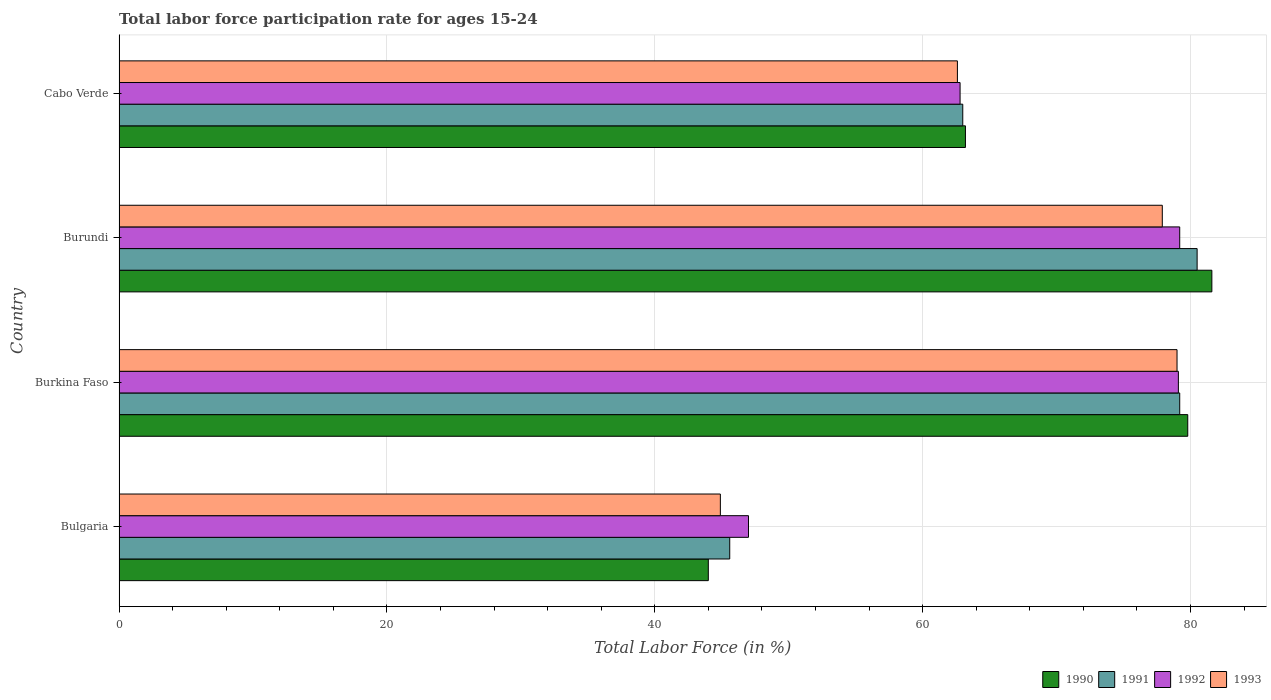 Total labor force participation rate for ages 15-24
Cabo Verde
Burundi
Burkina Faso
Bulgaria
Country
0
20
40
60
80
Total Labor Force (in %)
1990
1991
1992
1993